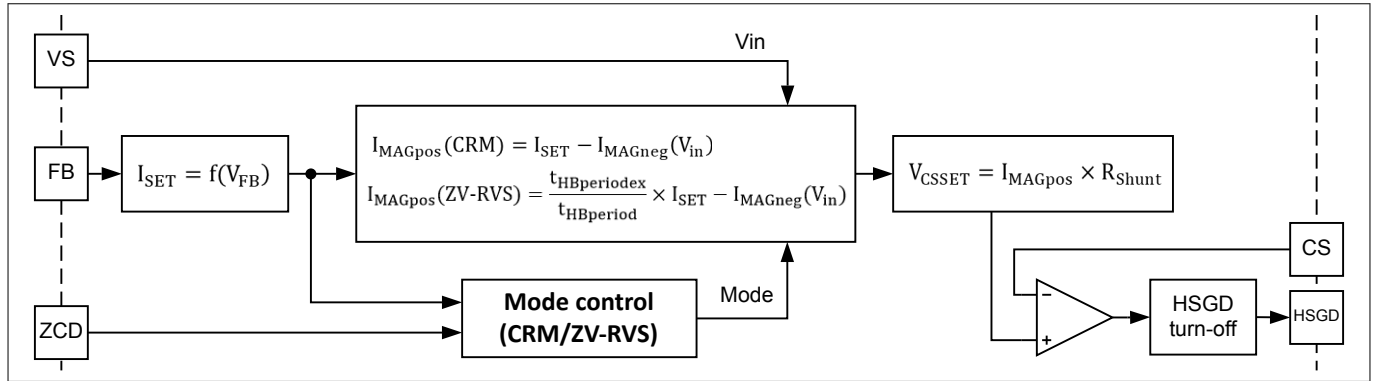 VS
Vin
FB
I_SET = f(V_FB)
I_MAGpos(CRM) = I_SET − I_MAGneg(V_in)
I_MAGpos(ZV-RVS) = t_HBperiodex / t_HBperiod × I_SET − I_MAGneg(V_in)
V_CSSET = I_MAGpos × R_Shunt
CS
ZCD
Mode control
(CRM/ZV-RVS)
Mode
−
+
HSGD
turn-off
HSGD